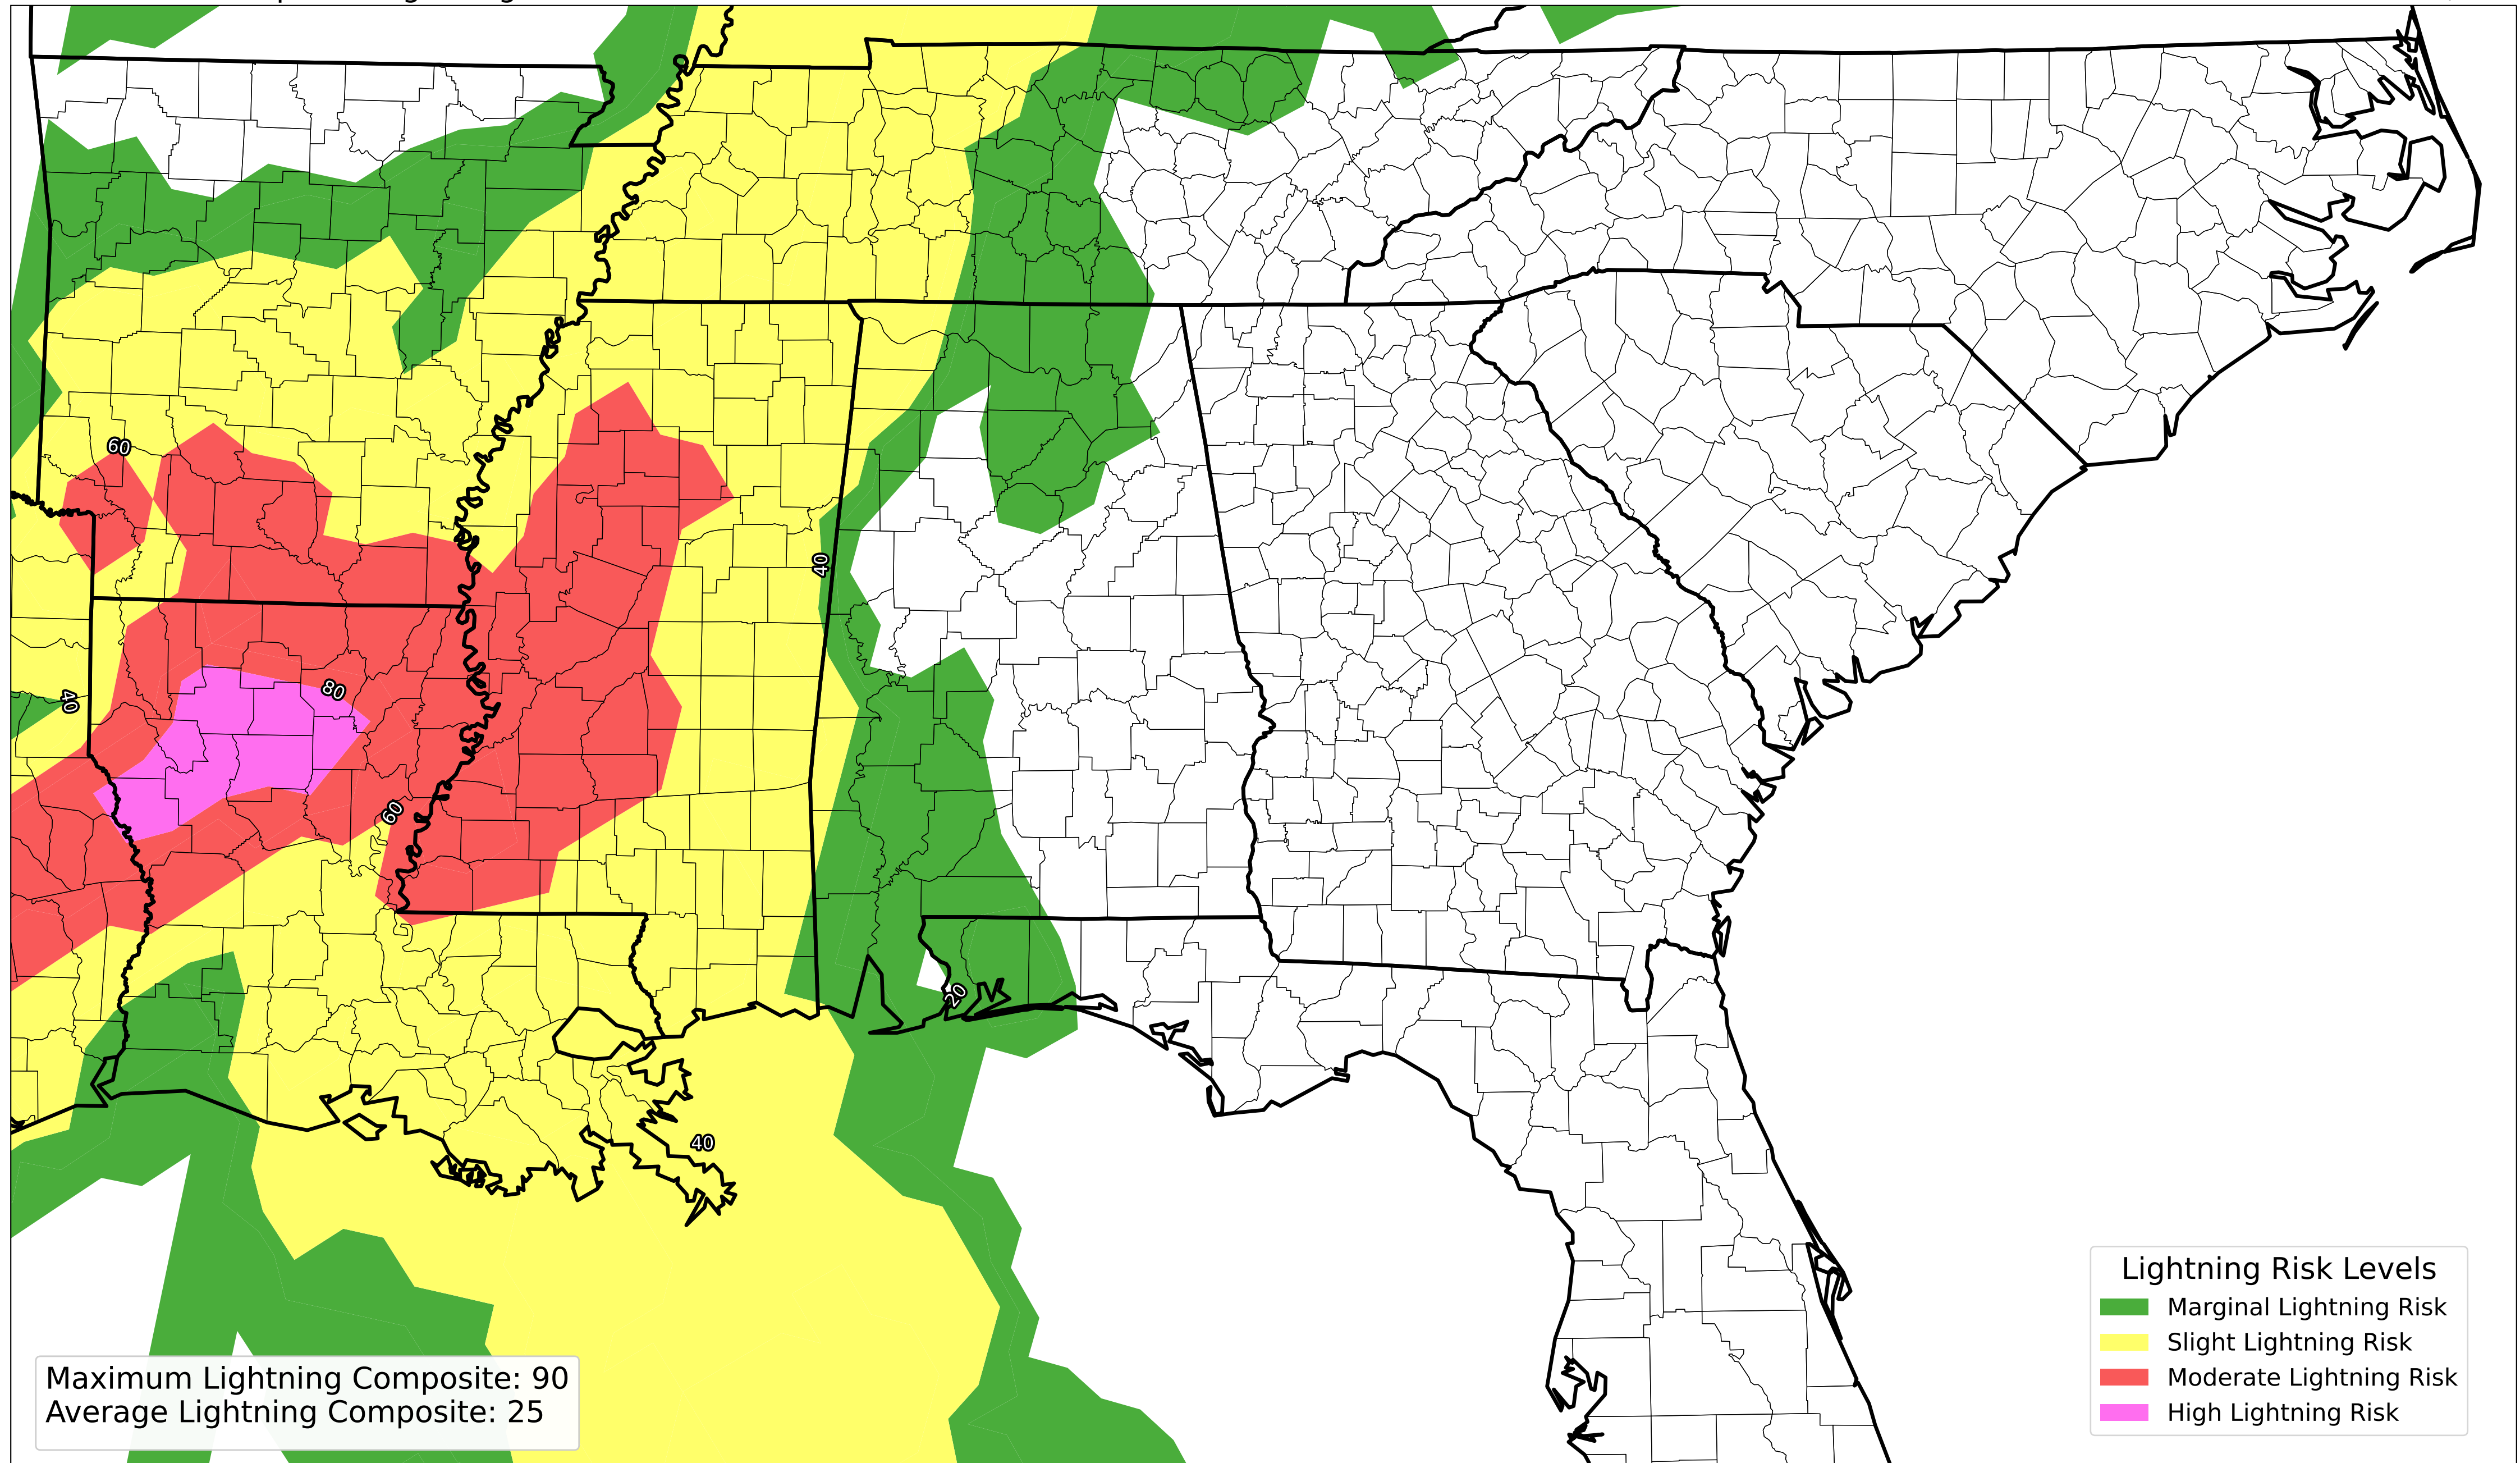 60
40
40
80
60
20
40
Lightning Risk Levels
Marginal Lightning Risk
Slight Lightning Risk
Moderate Lightning Risk
High Lightning Risk
Maximum Lightning Composite: 90
Average Lightning Composite: 25